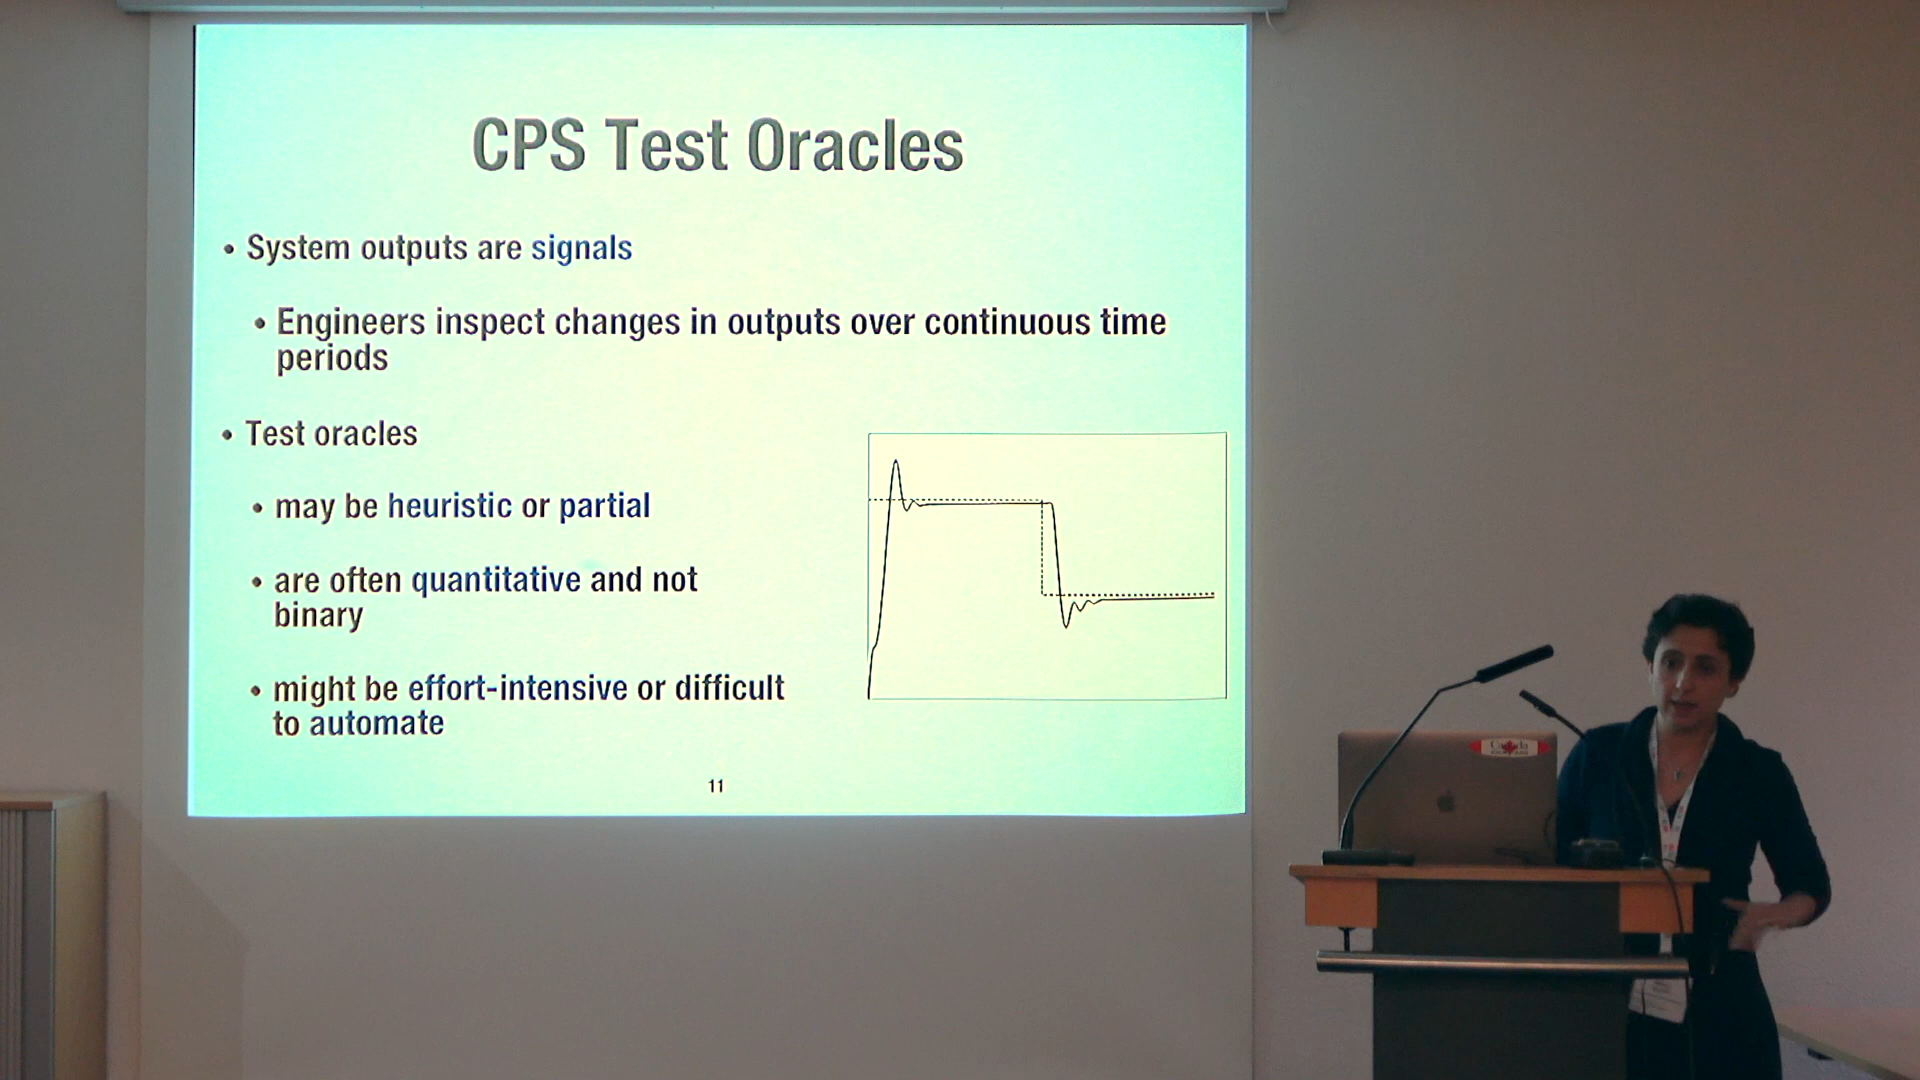 CPS Test Oracles
• System outputs are signals
• Engineers inspect changes in outputs over continuous time
periods
• Test oracles
• may be heuristic or partial
• are often quantitative and not
binary
• might be effort-intensive or difficult
to automate
11
Canada